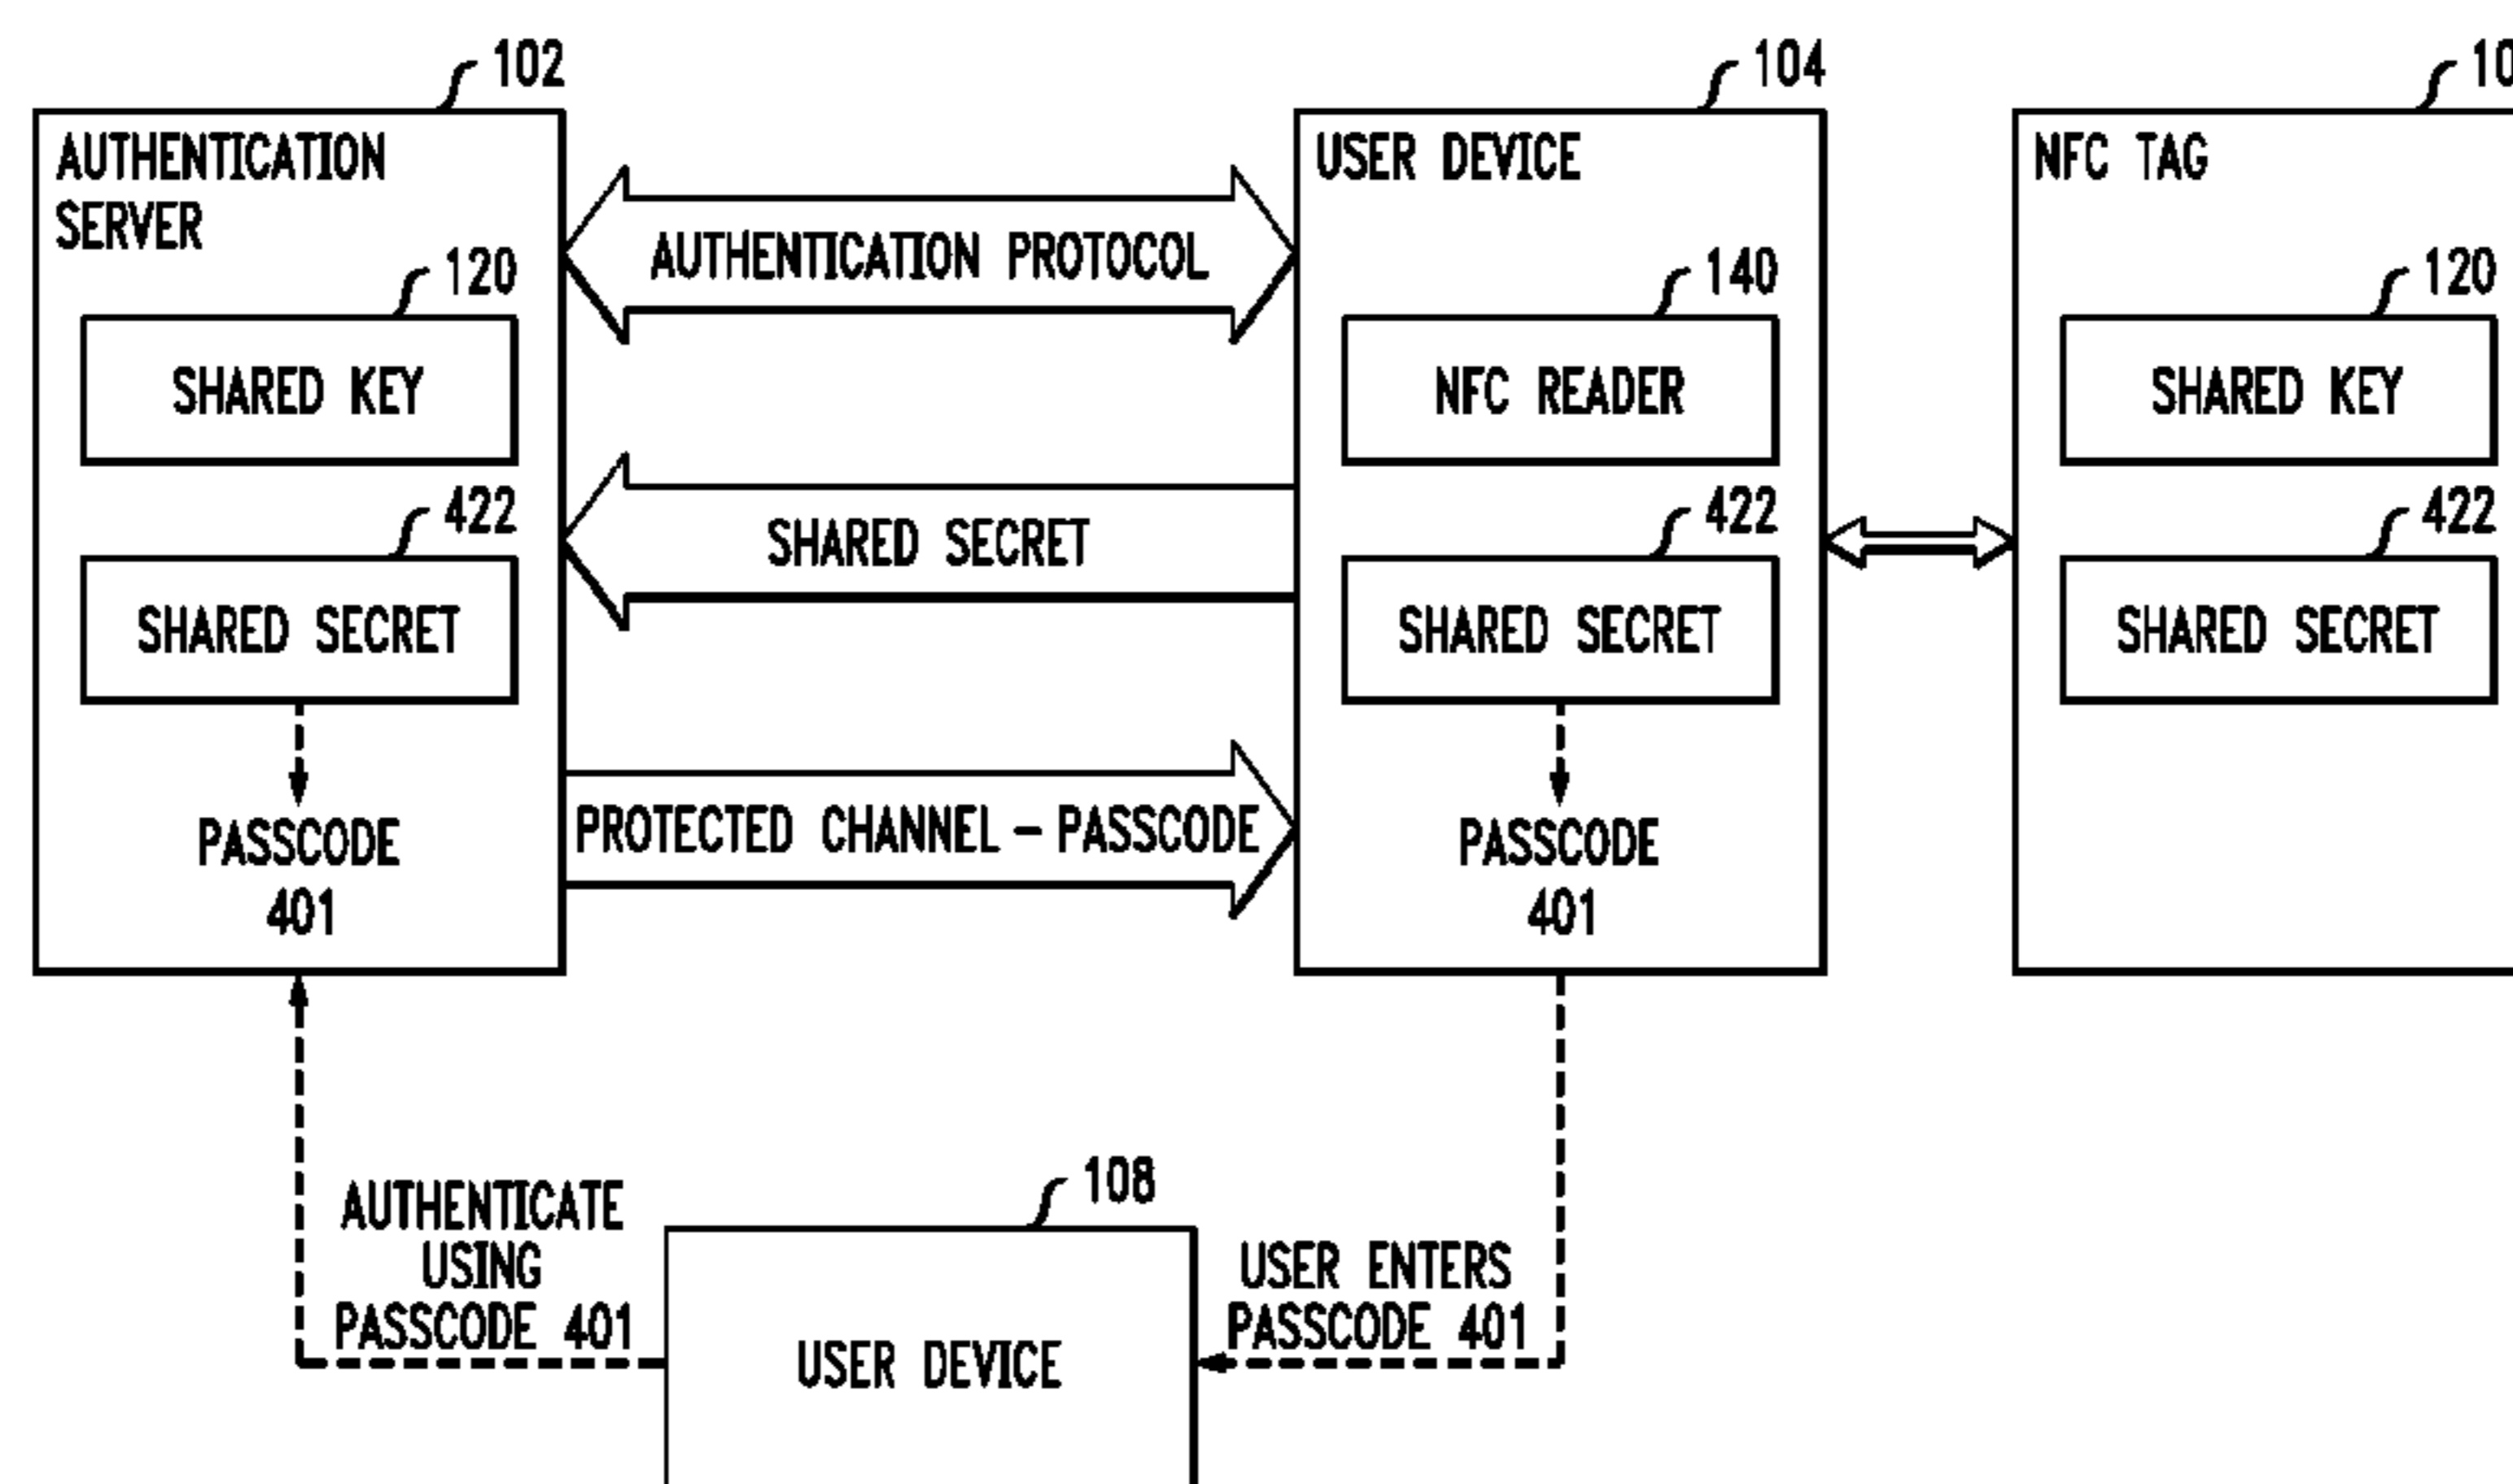 102
AUTHENTICATION
SERVER
120
SHARED KEY
422
SHARED SECRET
PASSCODE
401
AUTHENTICATION PROTOCOL
SHARED SECRET
PROTECTED CHANNEL - PASSCODE
104
USER DEVICE
140
NFC READER
422
SHARED SECRET
PASSCODE
401
NFC TAG
120
SHARED KEY
422
SHARED SECRET
AUTHENTICATE
USING
PASSCODE 401
108
USER DEVICE
USER ENTERS
PASSCODE 401